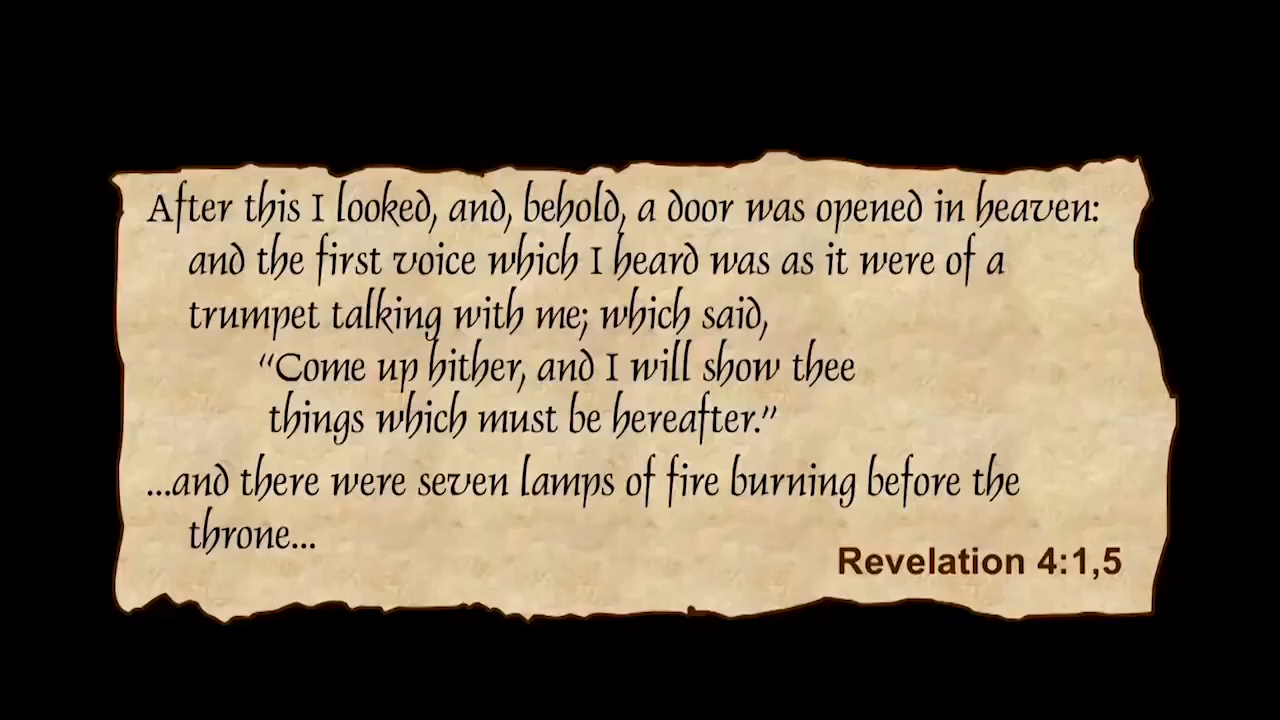 After this I looked, and, behold, a door was opened in heaven:
and the first voice which I heard was as it were of a
trumpet talking with me; which said,
“Come up hither, and I will show thee
things which must be hereafter.”
...and there were seven lamps of fire burning before the
throne...
Revelation 4:1,5